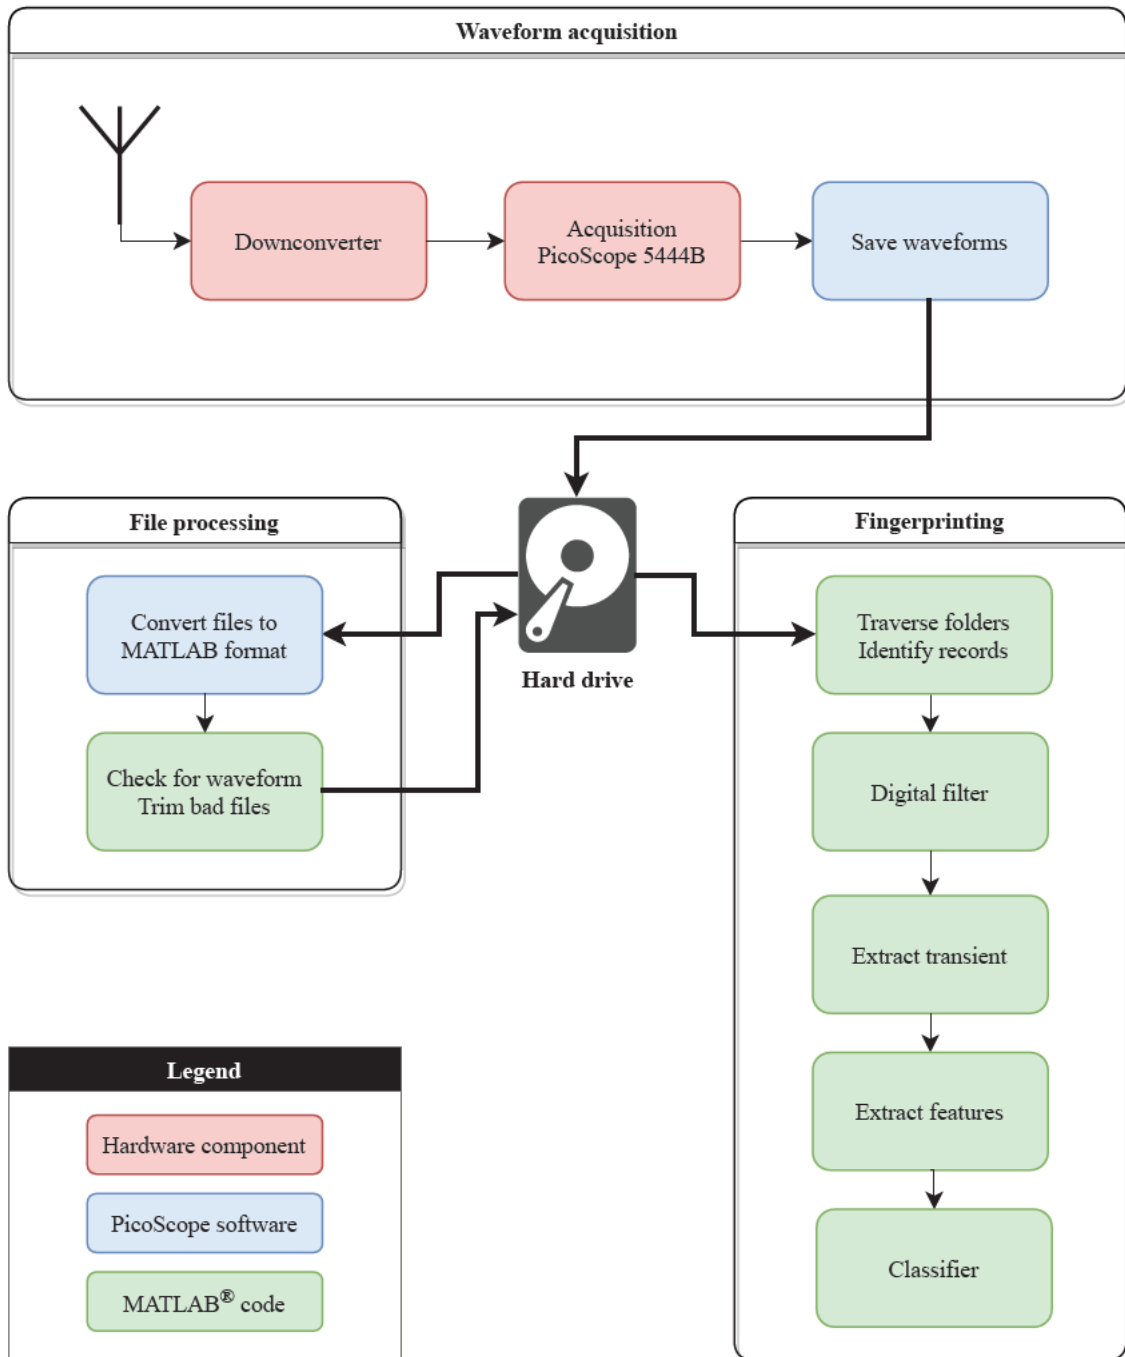 Waveform acquisition
Downconverter
Acquisition
PicoScope 5444B
Save waveforms
File processing
Convert files to
MATLAB format
Check for waveform
Trim bad files
Hard drive
Fingerprinting
Traverse folders
Identify records
Digital filter
Extract transient
Extract features
Classifier
Legend
Hardware component
PicoScope software
MATLAB® code